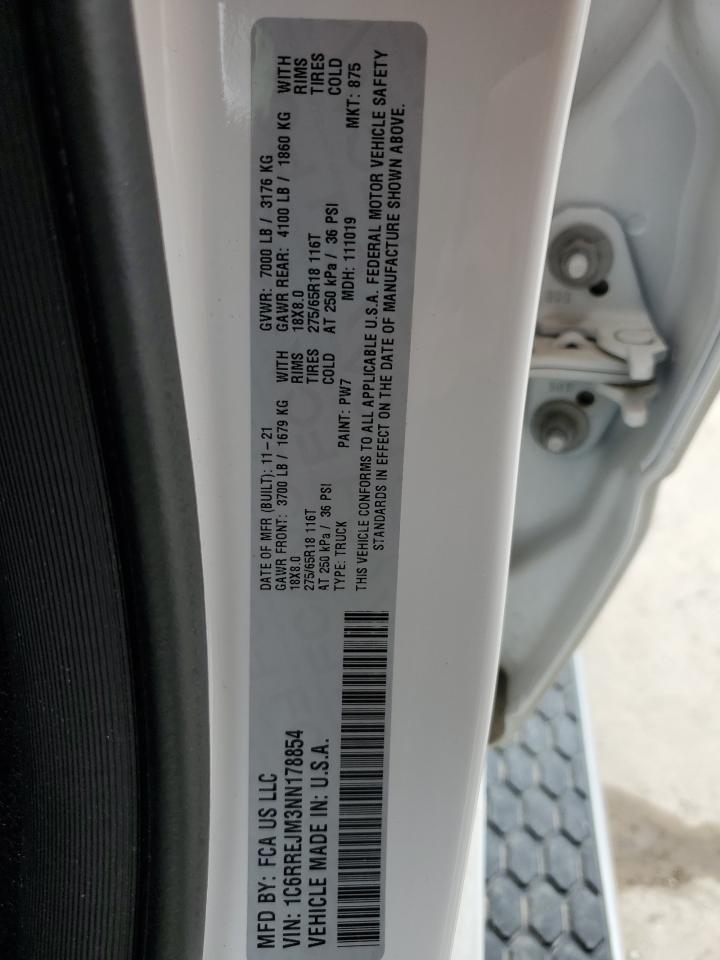 MFD BY: FCA US LLC
VIN: 1C6RREJM3NN178854
VEHICLE MADE IN: U.S.A.
DATE OF MFR (BUILT): 11-21 GVWR: 7000 LB / 3176 KG
GAWR FRONT: 3700 LB / 1679 KG WITH GAWR REAR: 4100 LB / 1860 KG WITH
18X8.0 RIMS 18X8.0 RIMS
275/65R18 116T TIRES 275/65R18 116T TIRES
AT 250 kPa / 36 PSI COLD AT 250 kPa / 36 PSI COLD
TYPE: TRUCK PAINT: PW7 MDH: 111019 MKT: 875
THIS VEHICLE CONFORMS TO ALL APPLICABLE U.S.A. FEDERAL MOTOR VEHICLE SAFETY
STANDARDS IN EFFECT ON THE DATE OF MANUFACTURE SHOWN ABOVE.